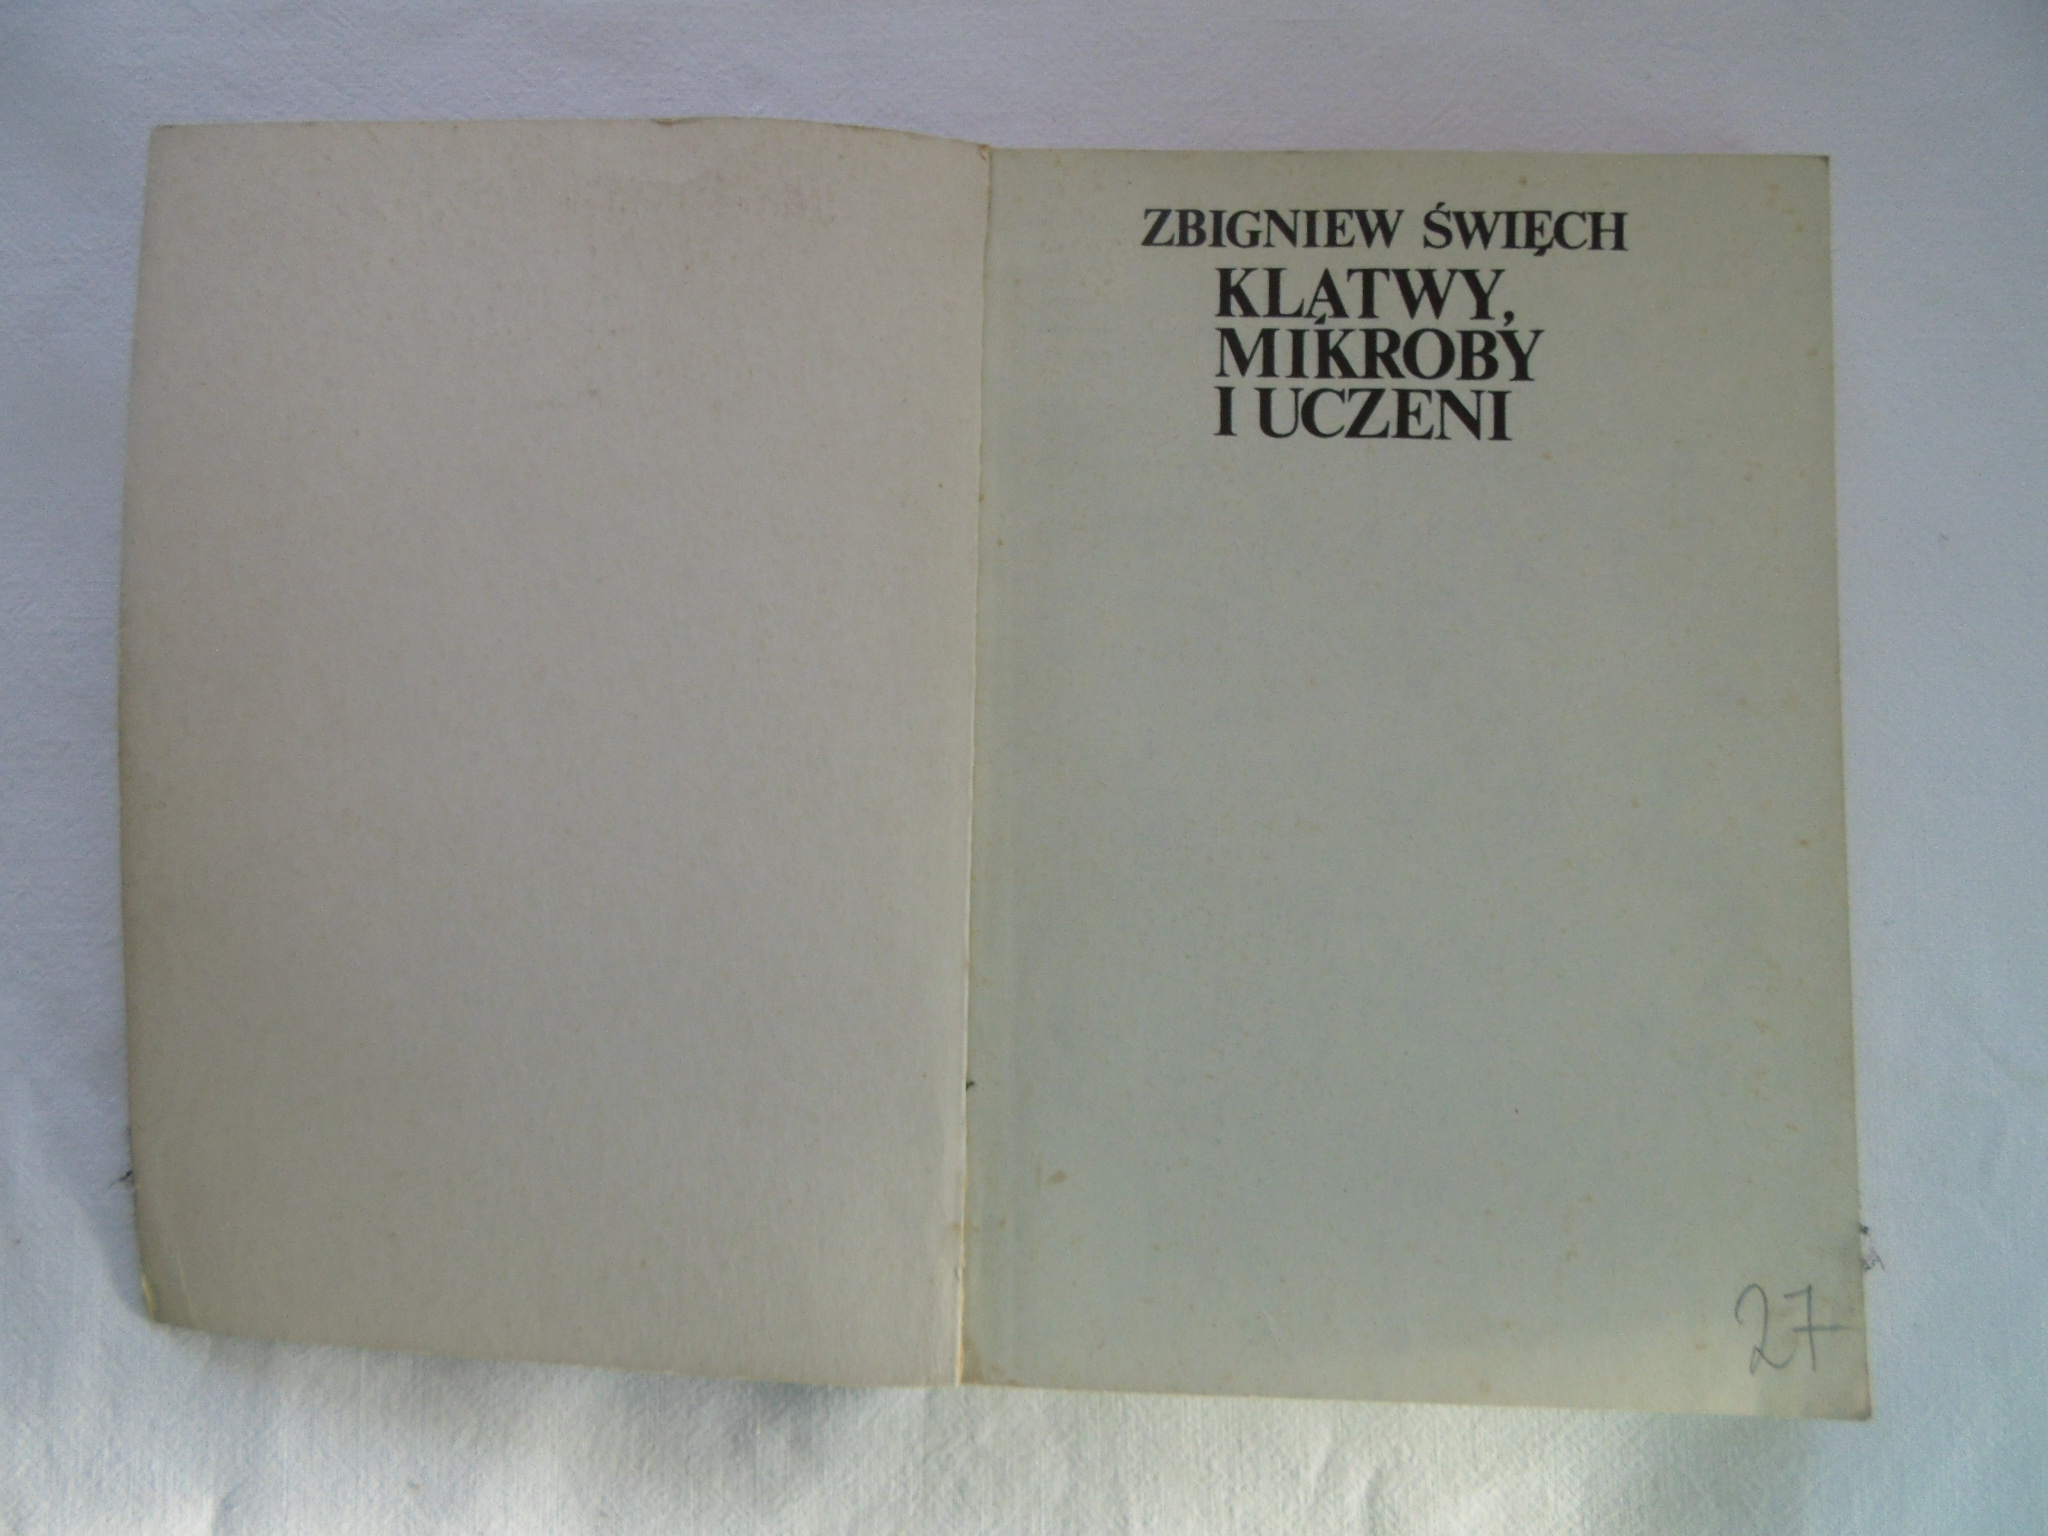 ZBIGNIEW ŚWIĘCH
KLĄTWY,
MIKROBY
I UCZENI
27